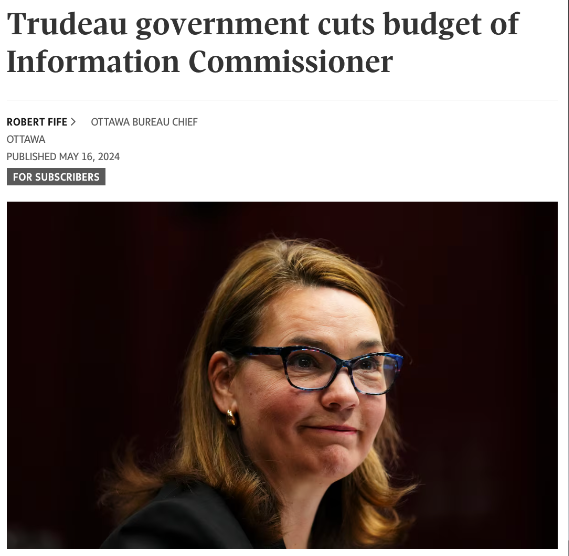 Trudeau government cuts budget of
Information Commissioner
ROBERT FIFE > OTTAWA BUREAU CHIEF
OTTAWA
PUBLISHED MAY 16, 2024
FOR SUBSCRIBERS